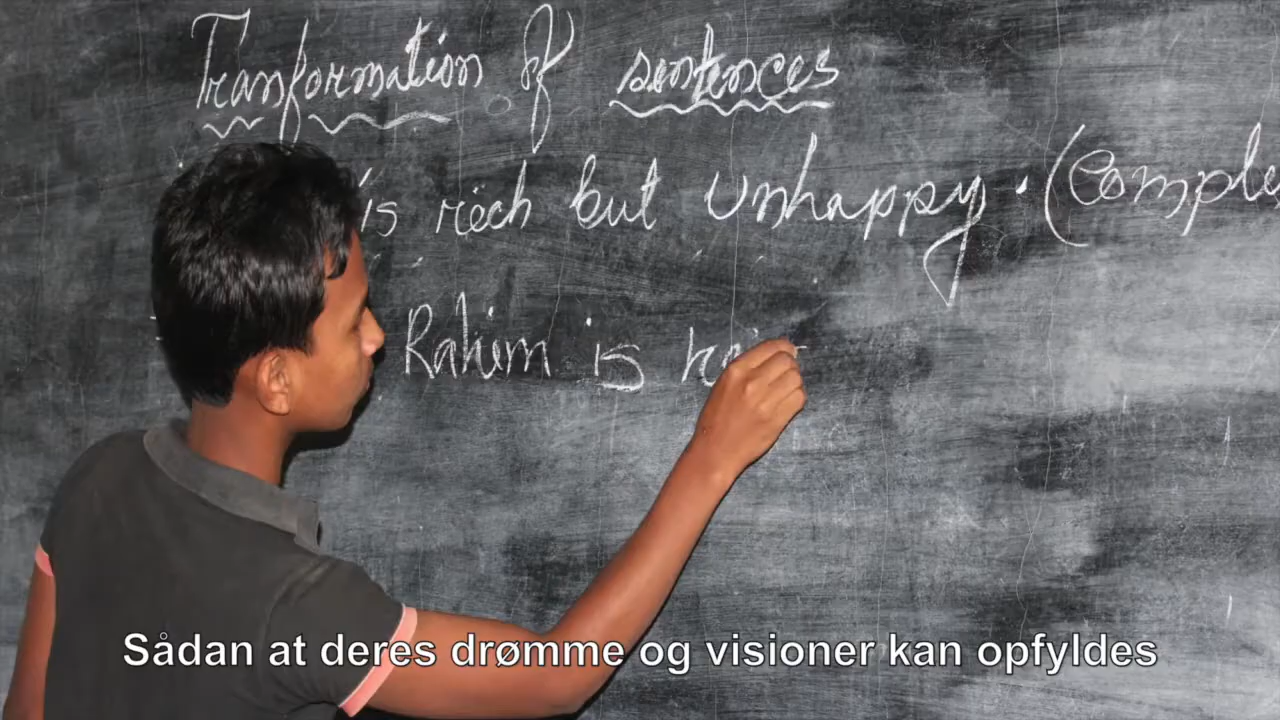 Tranformation of sentences
is rich but unhappy. (Comple
Rahim is
Sådan at deres drømme og visioner kan opfyldes